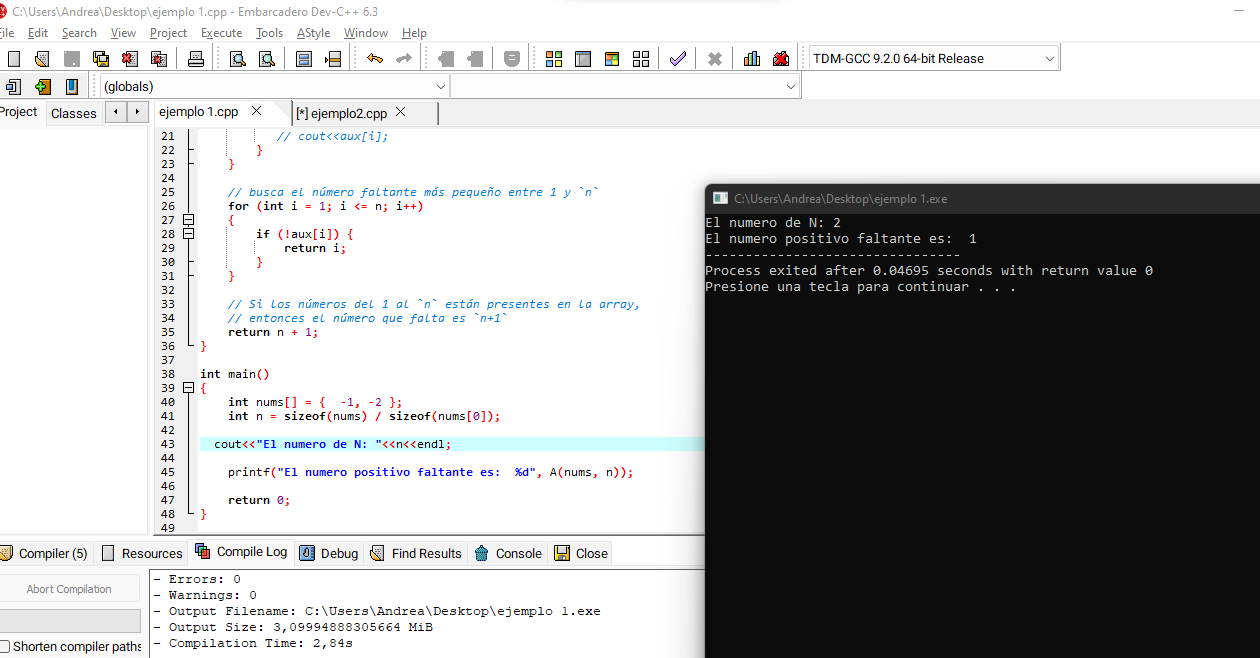 C:\Users\Andrea\Desktop\ejemplo 1.cpp - Embarcadero Dev-C++ 6.3
File Edit Search View Project Execute Tools AStyle Window Help
TDM-GCC 9.2.0 64-bit Release
(globals)
Project Classes ejemplo 1.cpp [*] ejemplo2.cpp
21 // cout<<aux[i];
22 }
23 }
24
25 // busca el número faltante más pequeño entre 1 y `n`
26 for (int i = 1; i <= n; i++)
27 {
28 if (!aux[i]) {
29 return i;
30 }
31 }
32
33 // Si los números del 1 al `n` están presentes en la array,
34 // entonces el número que falta es `n+1`
35 return n + 1;
36 }
37
38 int main()
39 {
40 int nums[] = {  -1, -2 };
41 int n = sizeof(nums) / sizeof(nums[0]);
42
43 cout<<"El numero de N: "<<n<<endl;
44
45 printf("El numero positivo faltante es:  %d", A(nums, n));
46
47 return 0;
48 }
49
C:\Users\Andrea\Desktop\ejemplo 1.exe
El numero de N: 2
El numero positivo faltante es:  1
--------------------------------
Process exited after 0.04695 seconds with return value 0
Presione una tecla para continuar . . .
Compiler (5) Resources Compile Log Debug Find Results Console Close
Abort Compilation
Shorten compiler paths
- Errors: 0
- Warnings: 0
- Output Filename: C:\Users\Andrea\Desktop\ejemplo 1.exe
- Output Size: 3,09994888305664 MiB
- Compilation Time: 2,84s